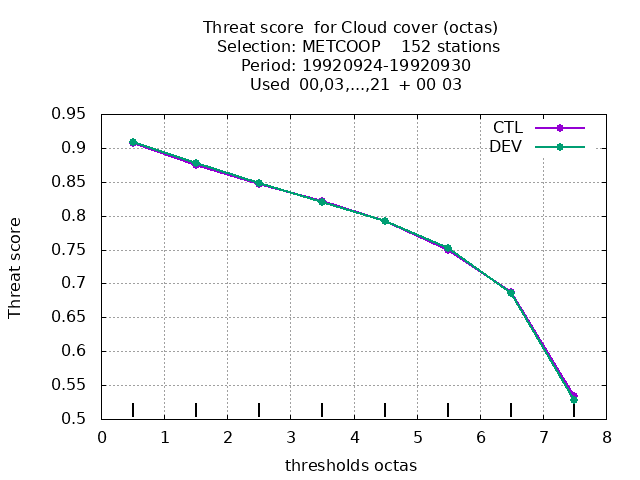 Threat score  for Cloud cover (octas)
Selection: METCOOP    152 stations
Period: 19920924-19920930
Used  00,03,...,21  + 00 03
CTL
DEV
0.95
0.9
0.85
0.8
0.75
0.7
0.65
0.6
0.55
0.5
Threat score
0 1 2 3 4 5 6 7 8
thresholds octas